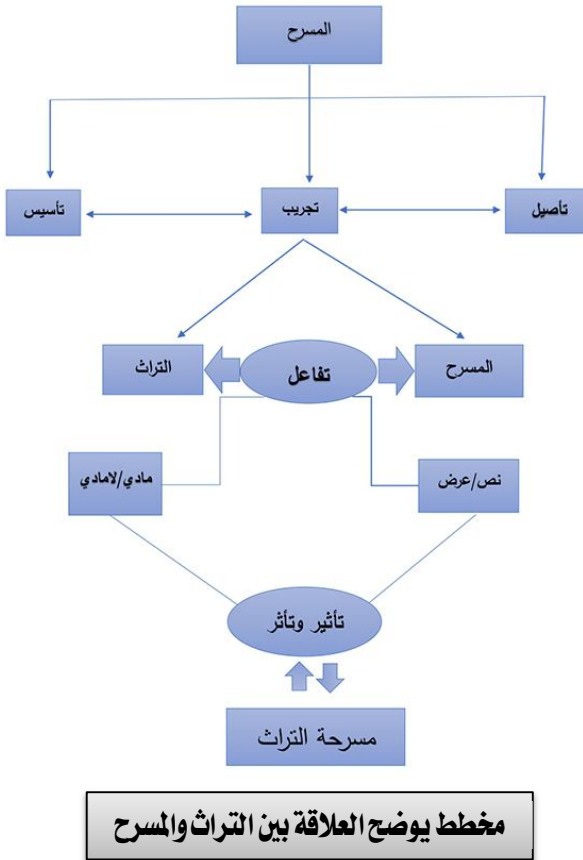 المسرح
تأصيل
تجريب
تأسيس
المسرح
تفاعل
التراث
نص/عرض
مادي/لامادي
تأثير وتأثر
مسرحة التراث
مخطط يوضح العلاقة بين التراث والمسرح